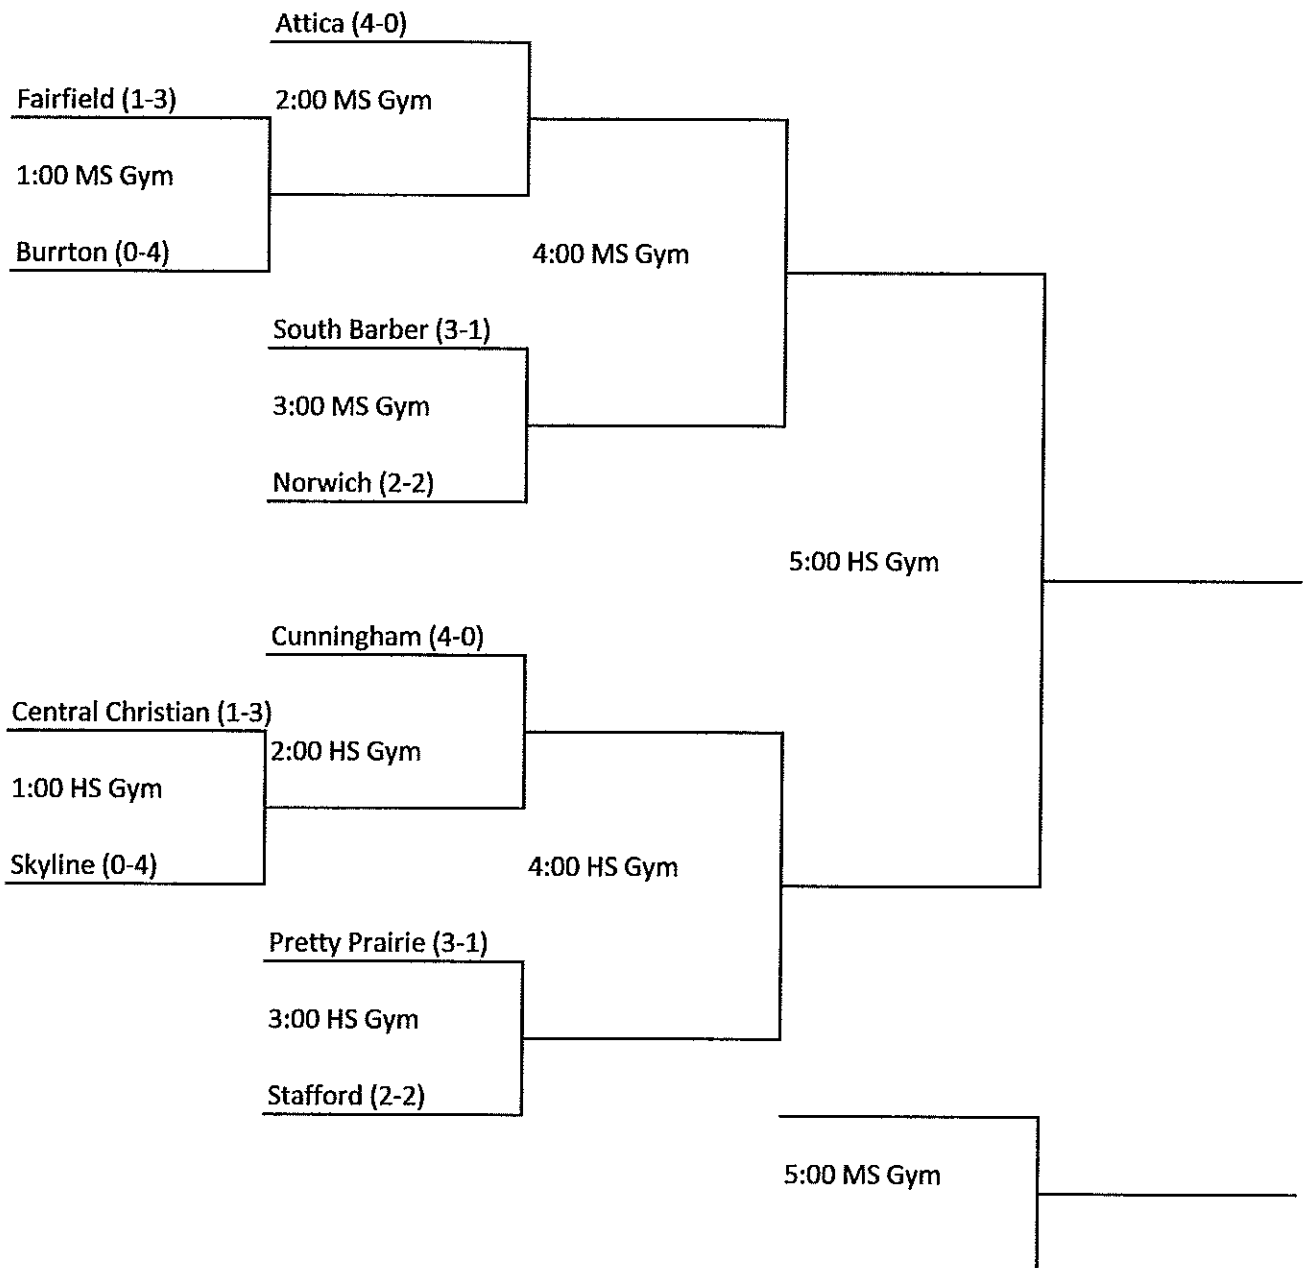 Attica (4-0)
Fairfield (1-3)
2:00 MS Gym
1:00 MS Gym
Burrton (0-4)
4:00 MS Gym
South Barber (3-1)
3:00 MS Gym
Norwich (2-2)
5:00 HS Gym
Cunningham (4-0)
Central Christian (1-3)
2:00 HS Gym
1:00 HS Gym
Skyline (0-4)
4:00 HS Gym
Pretty Prairie (3-1)
3:00 HS Gym
Stafford (2-2)
5:00 MS Gym